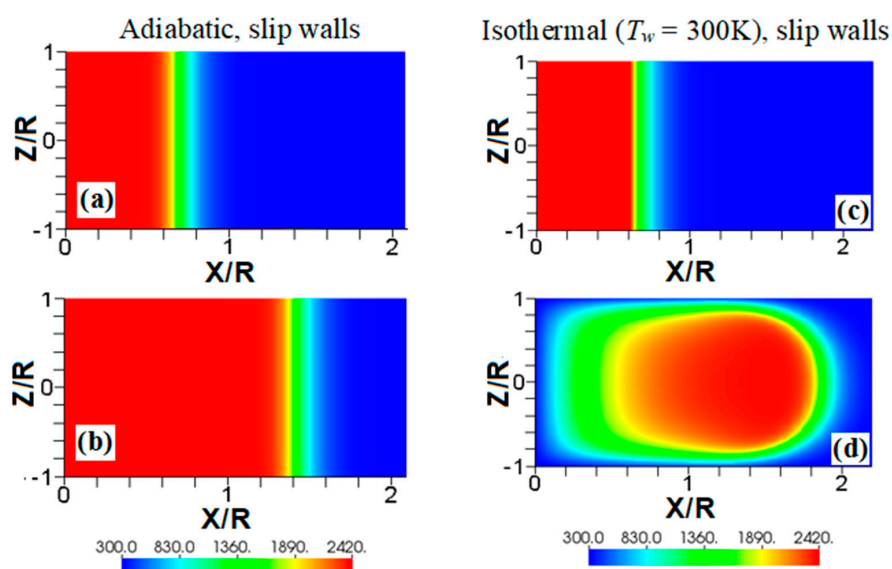 Adiabatic, slip walls
Isothermal (Tw = 300K), slip walls
1
Z/R
0
-1
(a)
0 1 2
X/R
1
Z/R
0
-1
(c)
0 1 2
X/R
1
Z/R
0
-1
(b)
0 1 2
X/R
1
Z/R
0
-1
(d)
0 1 2
X/R
300.0 830.0 1360. 1890. 2420.
300.0 830.0 1360. 1890. 2420.